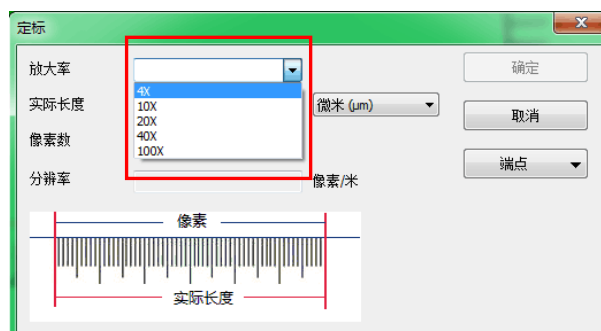 定标
放大率
确定
4X
10X
20X
40X
100X
实际长度
微米 (μm)
取消
像素数
端点
分辨率
像素/米
像素
实际长度